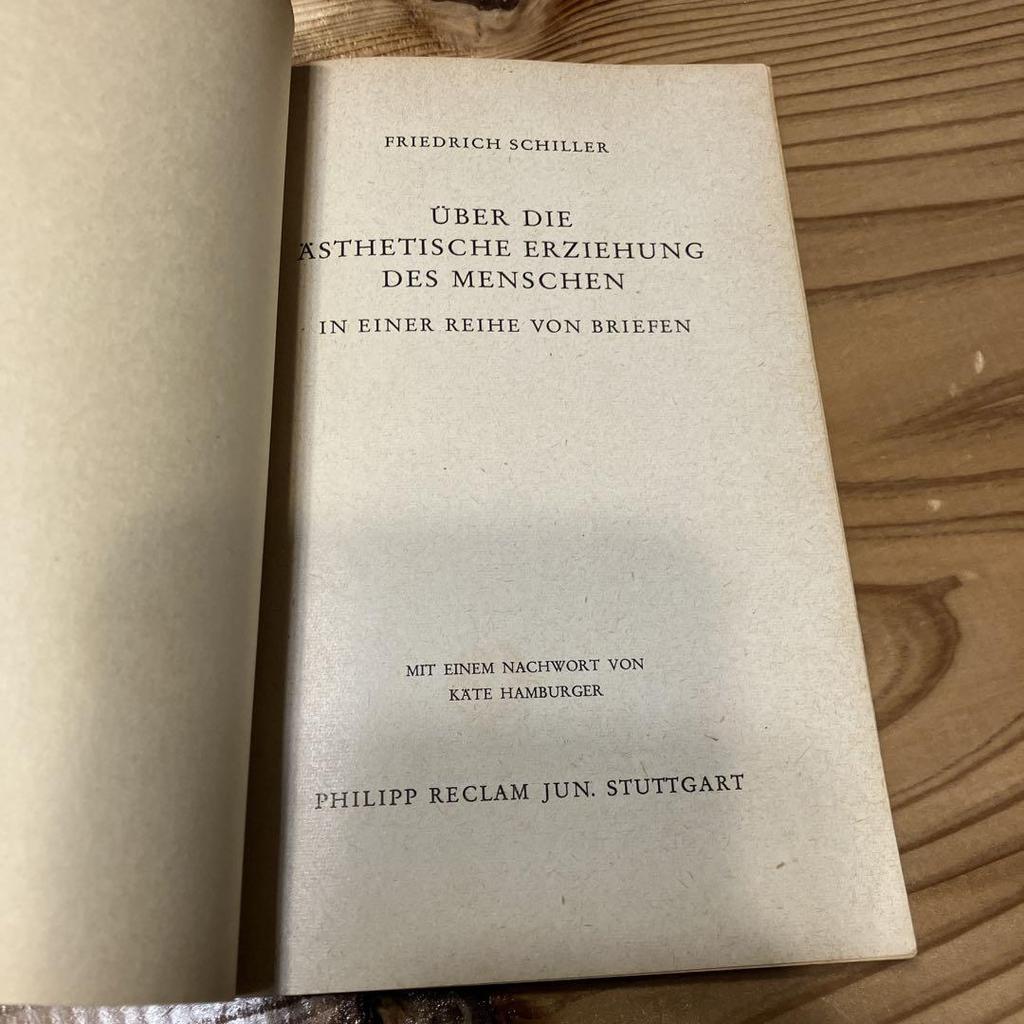 FRIEDRICH SCHILLER
ÜBER DIE
ÄSTHETISCHE ERZIEHUNG
DES MENSCHEN
IN EINER REIHE VON BRIEFEN
MIT EINEM NACHWORT VON
KÄTE HAMBURGER
PHILIPP RECLAM JUN. STUTTGART